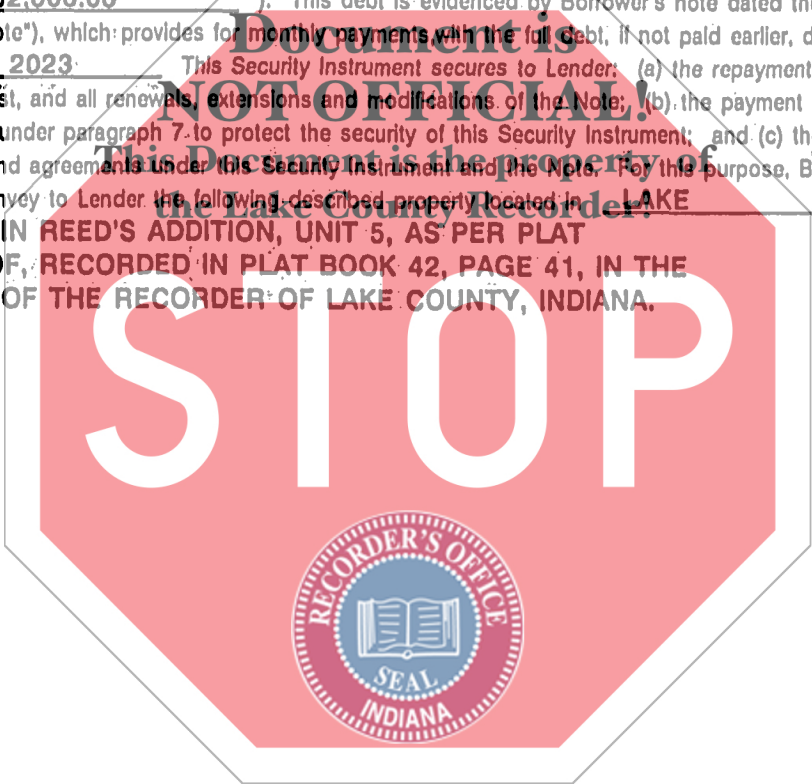 2,000.00 ). This debt is evidenced by Borrower's note dated th
te"), which provides for monthly payments, with the full debt, if not paid earlier, d
2023 This Security Instrument secures to Lender: (a) the repayment
st, and all renewals, extensions and modifications of the Note; (b) the payment
under paragraph 7 to protect the security of this Security Instrument; and (c) th
nd agreements under this Security Instrument and the Note. For this purpose, B
vey to Lender the following described property located in LAKE
IN REED'S ADDITION, UNIT 5, AS PER PLAT
F, RECORDED IN PLAT BOOK 42, PAGE 41, IN THE
OF THE RECORDER OF LAKE COUNTY, INDIANA.
Document is
NOT OFFICIAL!
This Document is the property of
the Lake County Recorder!
STOP
RECORDER'S OFFICE
SEAL
INDIANA